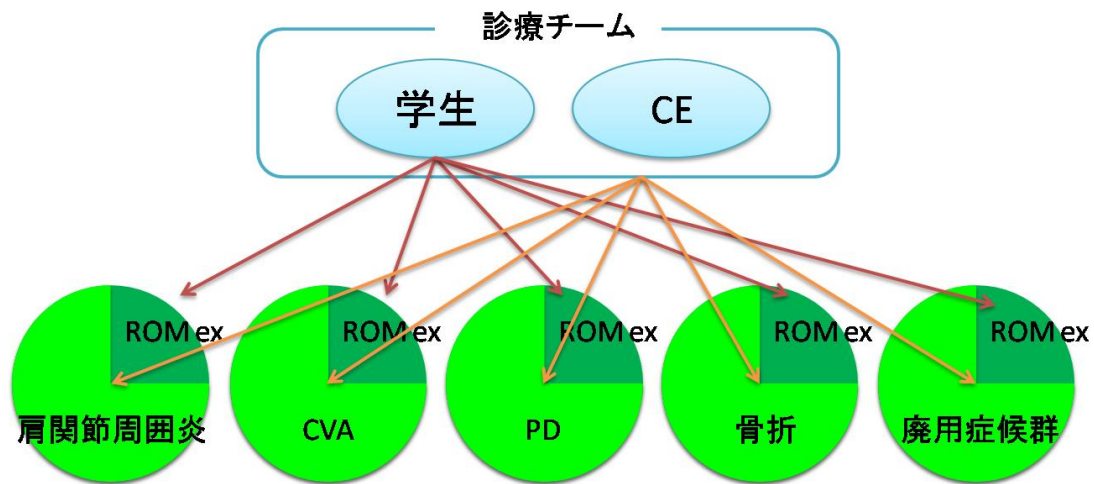 診療チーム
学生
CE
ROM ex
ROM ex
ROM ex
ROM ex
ROM ex
肩関節周囲炎
CVA
PD
骨折
廃用症候群